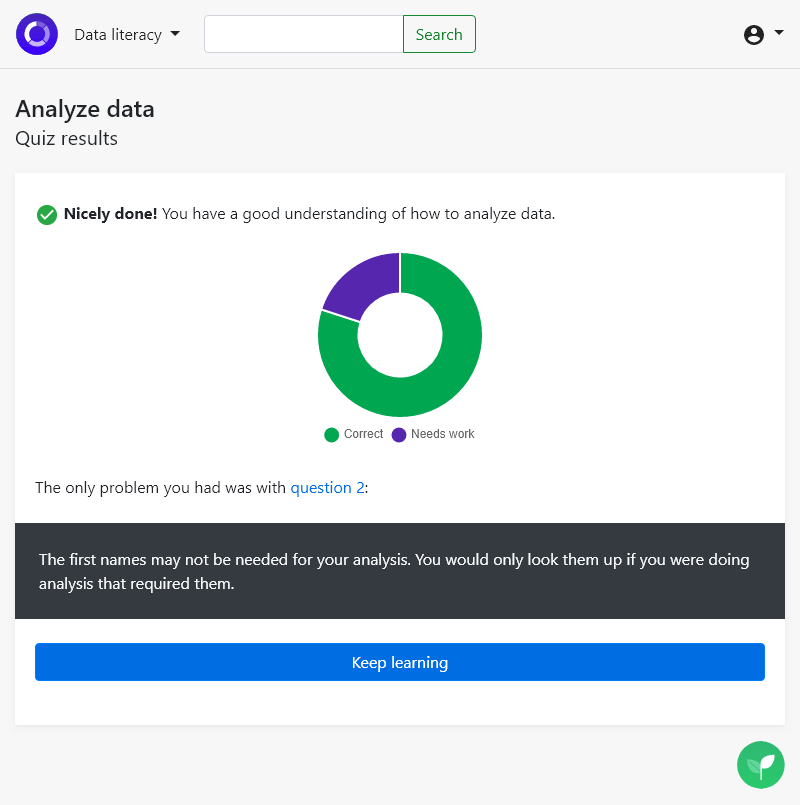 Data literacy
Search
Analyze data
Quiz results
Nicely done! You have a good understanding of how to analyze data.
Correct
Needs work
The only problem you had was with question 2:
The first names may not be needed for your analysis. You would only look them up if you were doing
analysis that required them.
Keep learning